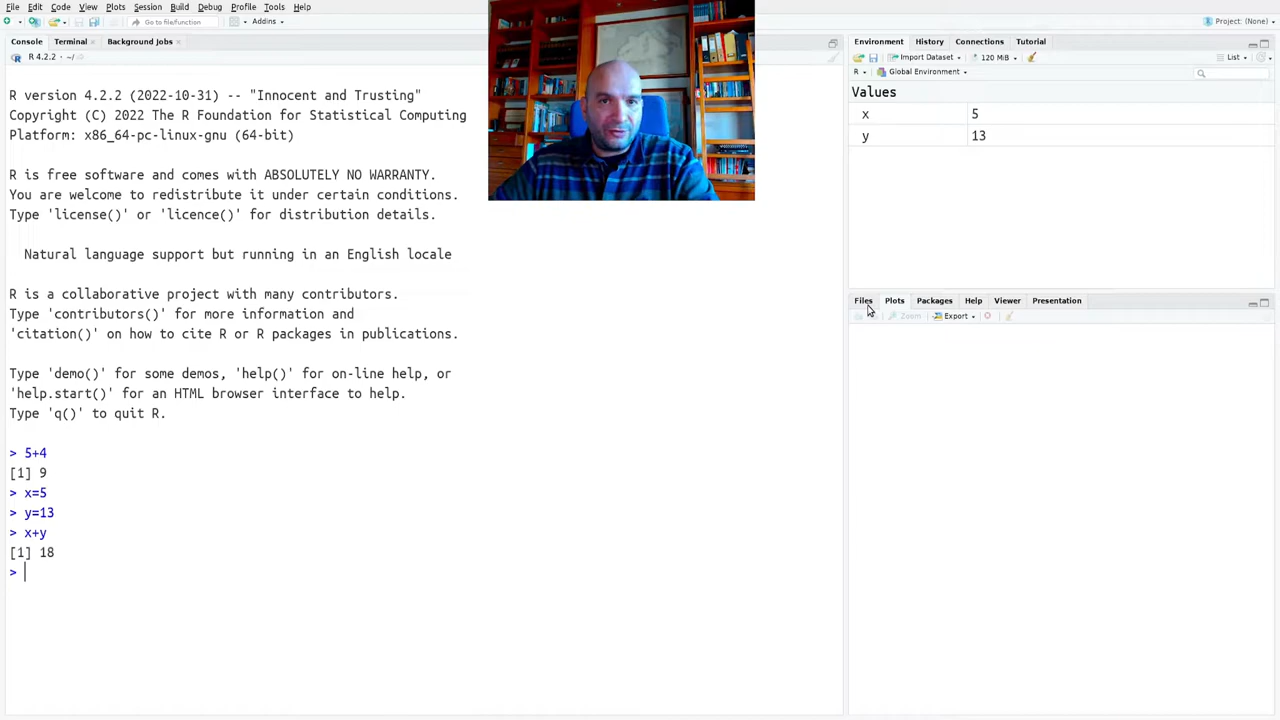 File Edit Code View Plots Session Build Debug Profile Tools Help
Go to file/function Addins Project: (None)
Console Terminal Background Jobs
R 4.2.2 · ~/
R version 4.2.2 (2022-10-31) -- "Innocent and Trusting"
Copyright (C) 2022 The R Foundation for Statistical Computing
Platform: x86_64-pc-linux-gnu (64-bit)
R is free software and comes with ABSOLUTELY NO WARRANTY.
You are welcome to redistribute it under certain conditions.
Type 'license()' or 'licence()' for distribution details.
Natural language support but running in an English locale
R is a collaborative project with many contributors.
Type 'contributors()' for more information and
'citation()' on how to cite R or R packages in publications.
Type 'demo()' for some demos, 'help()' for on-line help, or
'help.start()' for an HTML browser interface to help.
Type 'q()' to quit R.
> 5+4
[1] 9
> x=5
> y=13
> x+y
[1] 18
>
Environment History Connections Tutorial
Import Dataset 120 MiB List
R Global Environment
Values
x 5
y 13
Files Plots Packages Help Viewer Presentation
Zoom Export